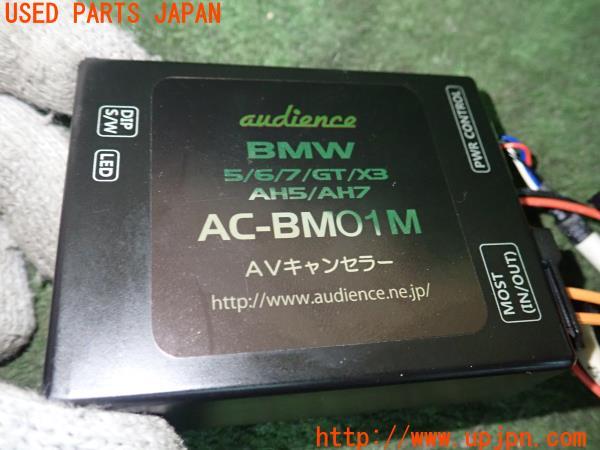 USED PARTS JAPAN
audience
BMW
5/6/7/GT/X3
AH5/AH7
AC-BM01M
AVキャンセラー
http://www.audience.ne.jp/
DIP
S/W
LED
PWR CONTROL
MOST
(IN/OUT)
http://www.upjpn.com